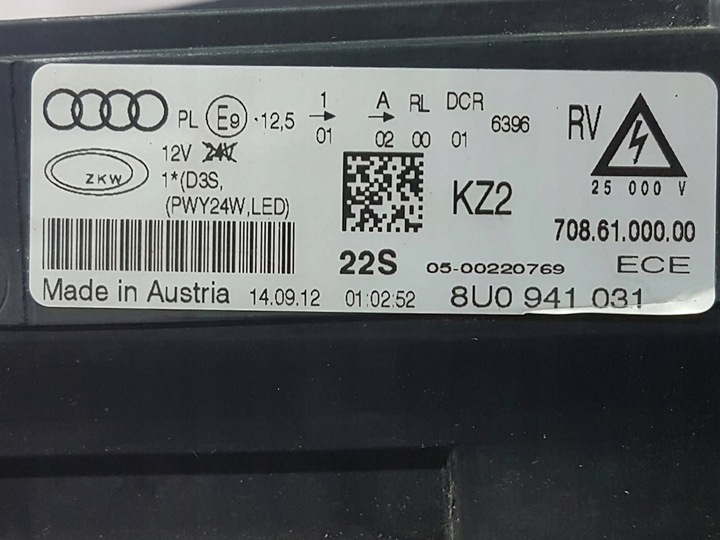 PL E9 ·12,5 1 A RL DCR
01 02 00 01 6396 RV
12V 24V
ZKW 1*(D3S,
(PWY24W,LED)
KZ2
25 000 V
708.61.000.00
22S 05-00220769 ECE
Made in Austria 14.09.12 01:02:52 8U0 941 031